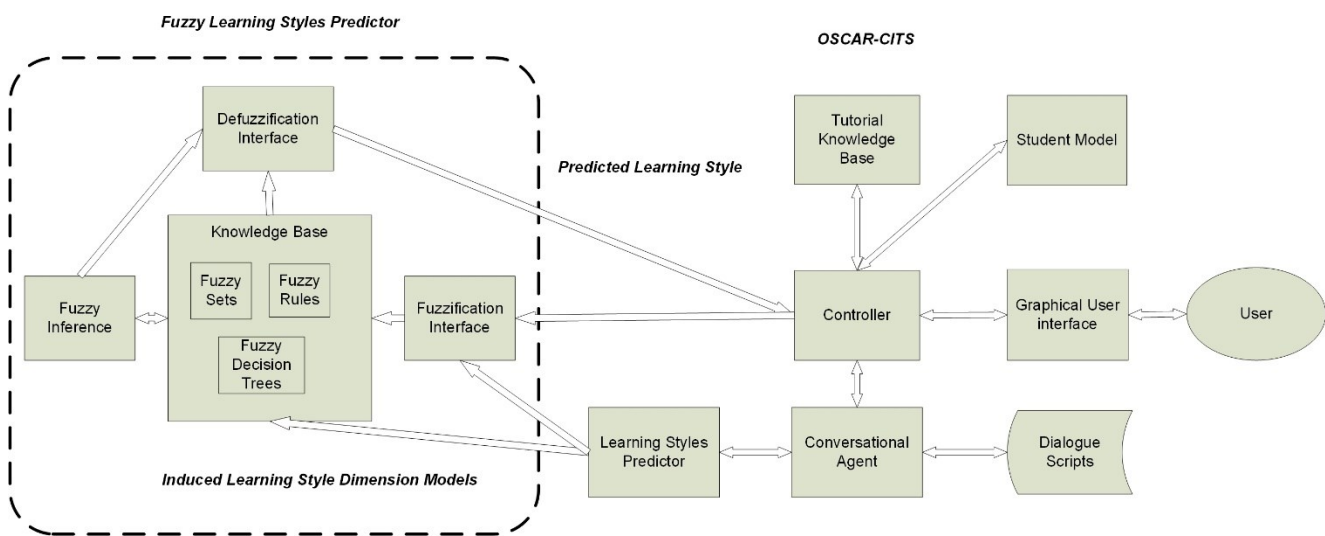 Fuzzy Learning Styles Predictor
OSCAR-CITS
Defuzzification
Interface
Tutorial
Knowledge
Base
Student Model
Predicted Learning Style
Knowledge Base
Fuzzy
Sets
Fuzzy
Rules
Fuzzy
Decision
Trees
Fuzzy
Inference
Fuzzification
Interface
Controller
Graphical User
interface
User
Learning Styles
Predictor
Conversational
Agent
Dialogue
Scripts
Induced Learning Style Dimension Models